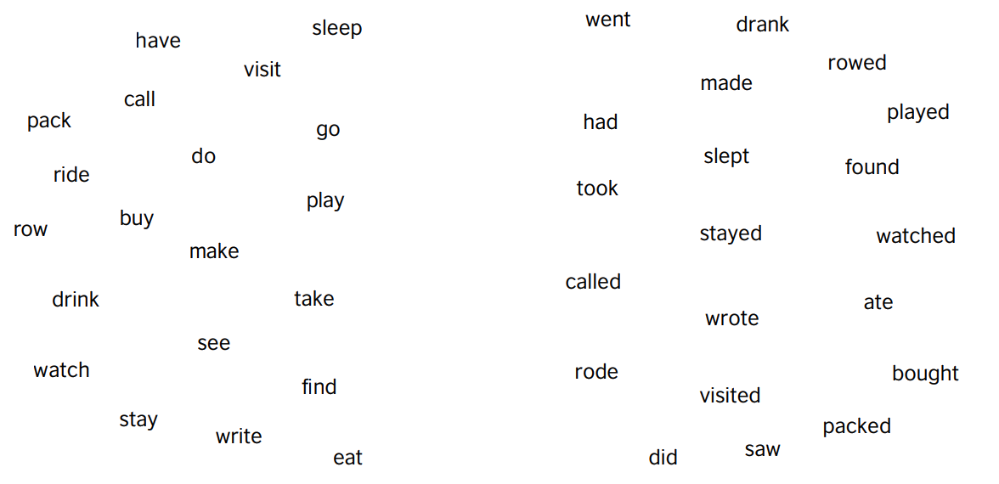 have
sleep
visit
call
pack
go
do
ride
play
buy
row
make
drink
take
see
watch
find
stay
write
eat
went
drank
rowed
made
played
had
slept
found
took
stayed
watched
called
ate
wrote
rode
bought
visited
packed
saw
did